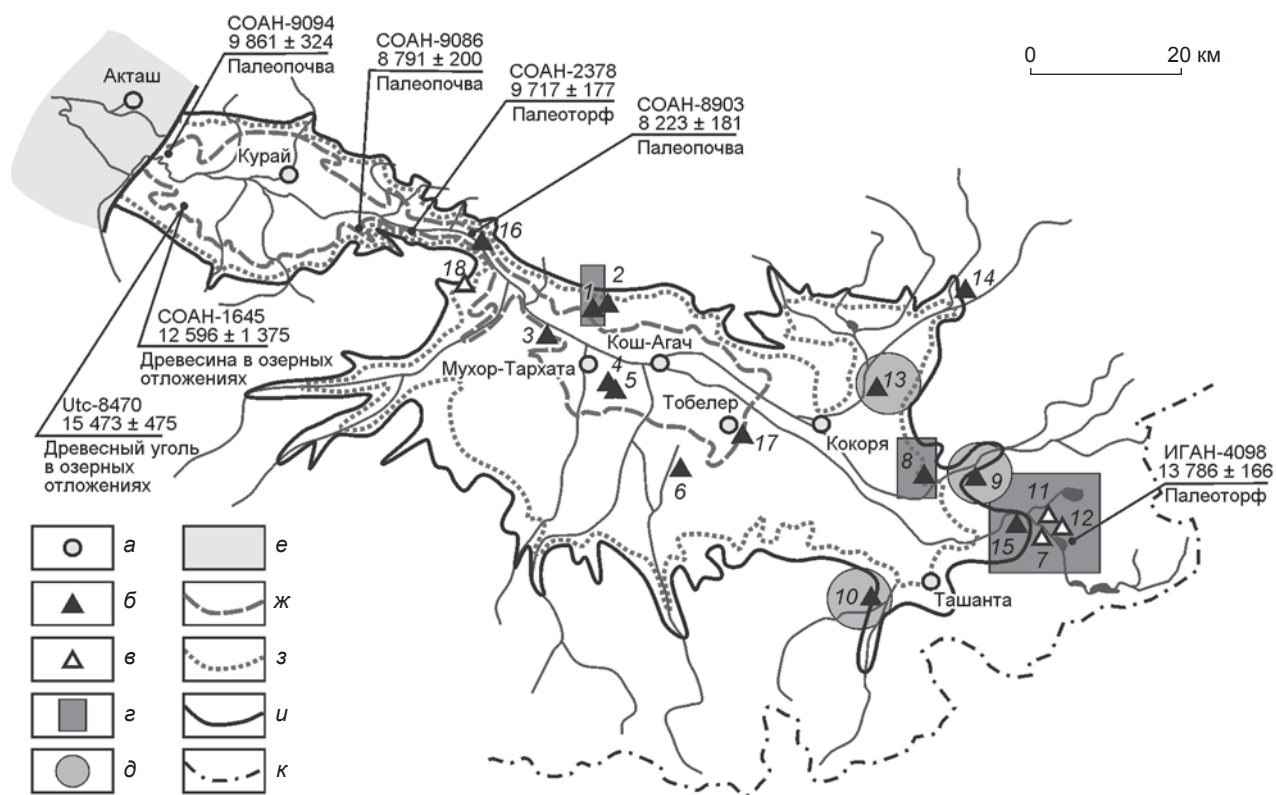 СОАН-9094
9 861 ± 324
Палеопочва
СОАН-9086
8 791 ± 200
Палеопочва
СОАН-2378
9 717 ± 177
Палеоторф
СОАН-8903
8 223 ± 181
Палеопочва
0 20 км
Акташ
Курай
16
18
1
2
14
3
Кош-Агач
Мухор-Тархата
4
5
13
Тобелер
17
Кокоря
6
8
9
ИГАН-4098
13 786 ± 166
Палеоторф
11
12
15
7
10
Ташанта
СОАН-1645
12 596 ± 1 375
Древесина в озерных
отложениях
Utc-8470
15 473 ± 475
Древесный уголь
в озерных
отложениях
а
б
в
г
д
е
ж
з
и
к